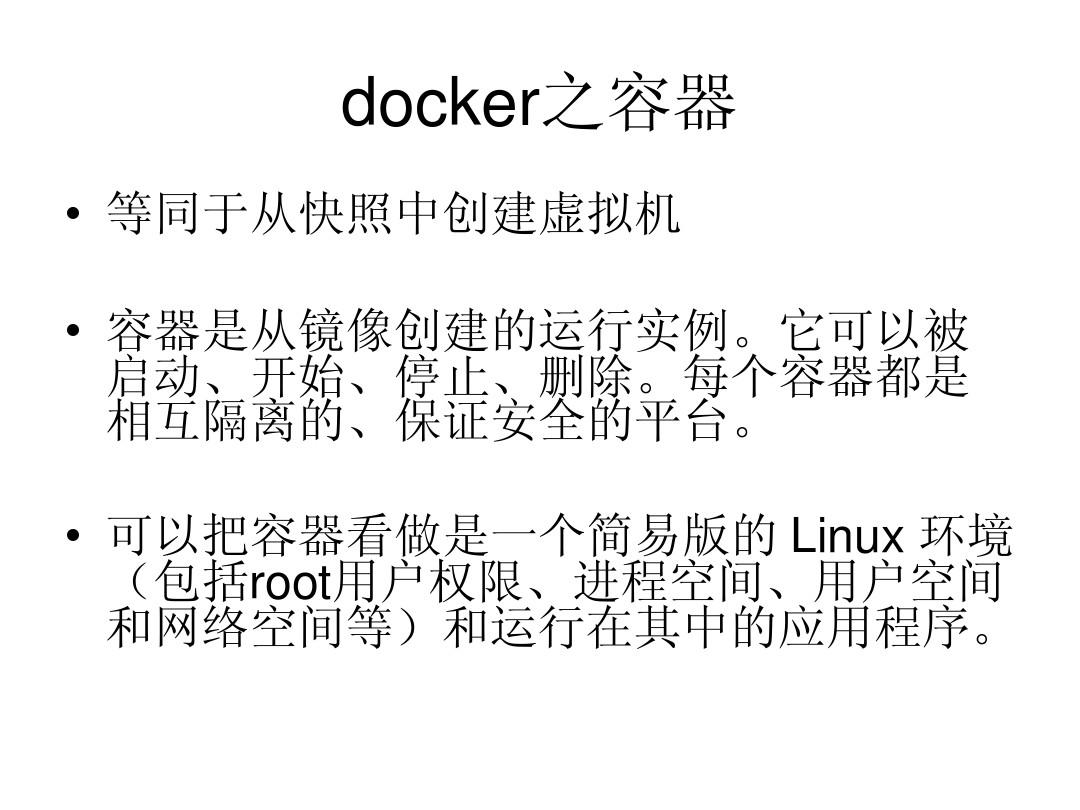 docker之容器
• 等同于从快照中创建虚拟机
• 容器是从镜像创建的运行实例。它可以被
启动、开始、停止、删除。每个容器都是
相互隔离的、保证安全的平台。
• 可以把容器看做是一个简易版的 Linux 环境
（包括root用户权限、进程空间、用户空间
和网络空间等）和运行在其中的应用程序。